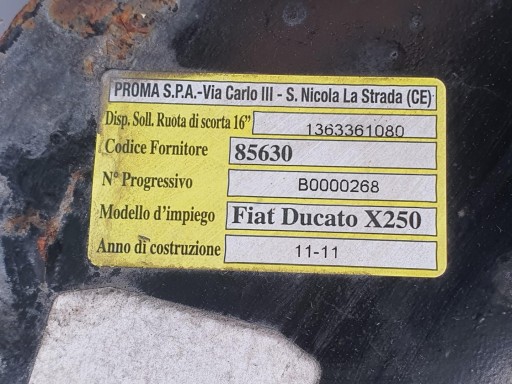 PROMA S.P.A.-Via Carlo III - S. Nicola La Strada (CE)
Disp. Soll. Ruota di scorta 16” 1363361080
Codice Fornitore 85630
N° Progressivo B0000268
Modello d’impiego Fiat Ducato X250
Anno di costruzione 11-11